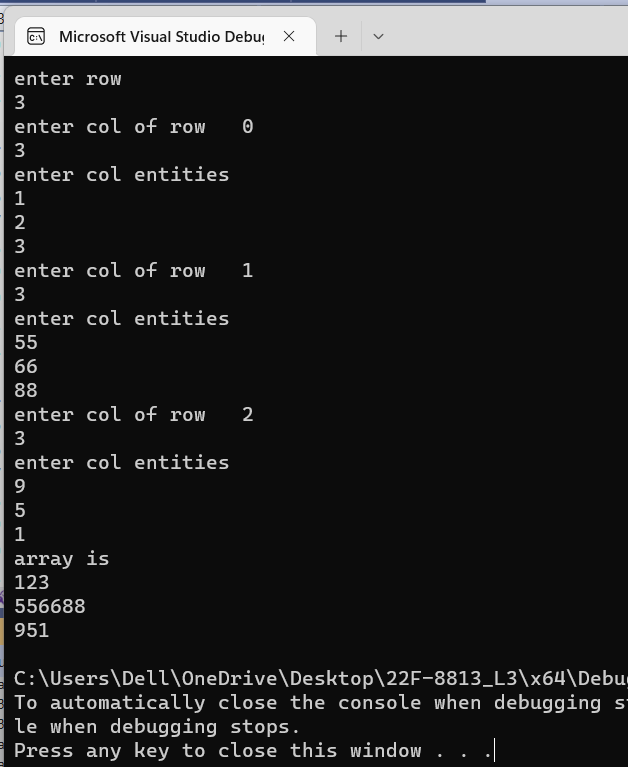 Microsoft Visual Studio
enter row
3
enter col of row   0
3
enter col entities
1
2
3
enter col of row   1
3
enter col entities
55
66
88
enter col of row   2
3
enter col entities
9
5
1
array is
123
556688
951
C:\Users\Dell\OneDrive\Desktop\22F-8813_L3\x64\Debu
To automatically close the console when debugging
le when debugging stops.
Press any key to close this window . . .